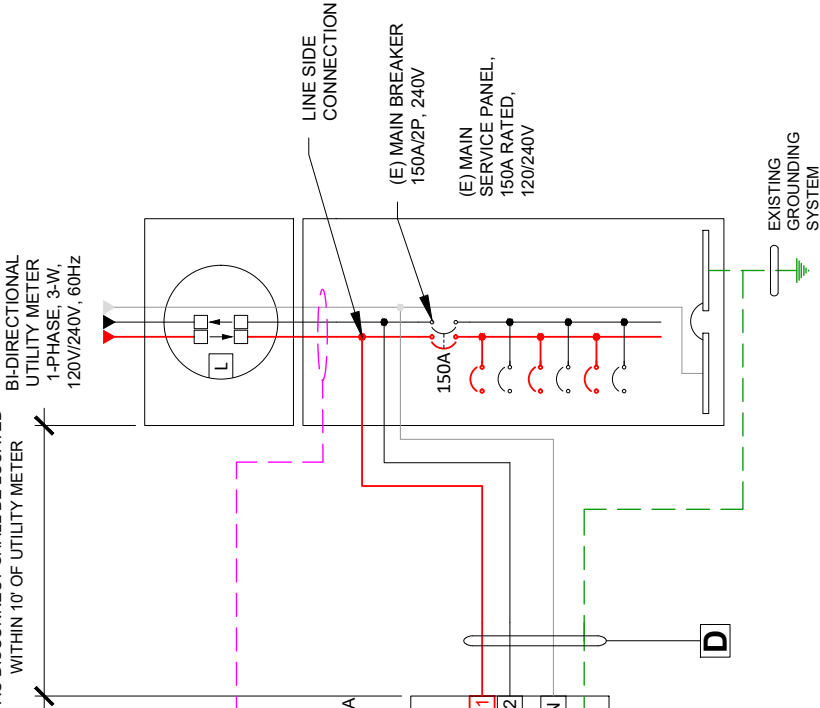 BI-DIRECTIONAL
UTILITY METER
1-PHASE, 3-W,
120V/240V, 60Hz
WITHIN 10' OF UTILITY METER
LINE SIDE
CONNECTION
(E) MAIN BREAKER
150A/2P, 240V
(E) MAIN
SERVICE PANEL,
150A RATED,
120/240V
L
150A
EXISTING
GROUNDING
SYSTEM
D
A
1
2
N